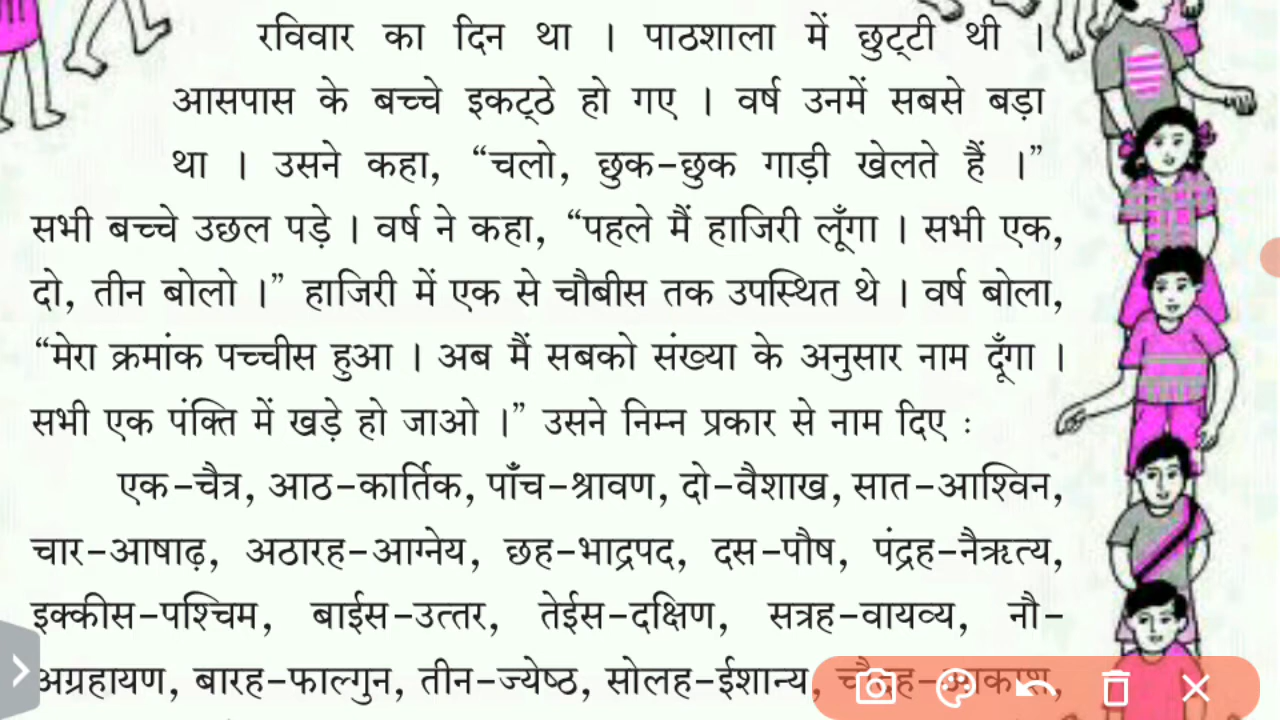 रविवार का दिन था । पाठशाला में छुट्टी थी ।
आसपास के बच्चे इकट्ठे हो गए । वर्ष उनमें सबसे बड़ा
था । उसने कहा, “चलो, छुक-छुक गाड़ी खेलते हैं ।”
सभी बच्चे उछल पड़े । वर्ष ने कहा, “पहले मैं हाजिरी लूँगा । सभी एक,
दो, तीन बोलो ।” हाजिरी में एक से चौबीस तक उपस्थित थे । वर्ष बोला,
“मेरा क्रमांक पच्चीस हुआ । अब मैं सबको संख्या के अनुसार नाम दूँगा ।
सभी एक पंक्ति में खड़े हो जाओ ।” उसने निम्न प्रकार से नाम दिए :
एक-चैत्र, आठ-कार्तिक, पाँच-श्रावण, दो-वैशाख, सात-आश्विन,
चार-आषाढ़, अठारह-आग्नेय, छह-भाद्रपद, दस-पौष, पंद्रह-नैऋत्य,
इक्कीस-पश्चिम, बाईस-उत्तर, तेईस-दक्षिण, सत्रह-वायव्य, नौ-
अग्रहायण, बारह-फाल्गुन, तीन-ज्येष्ठ, सोलह-ईशान्य, चौदह-आकाश,